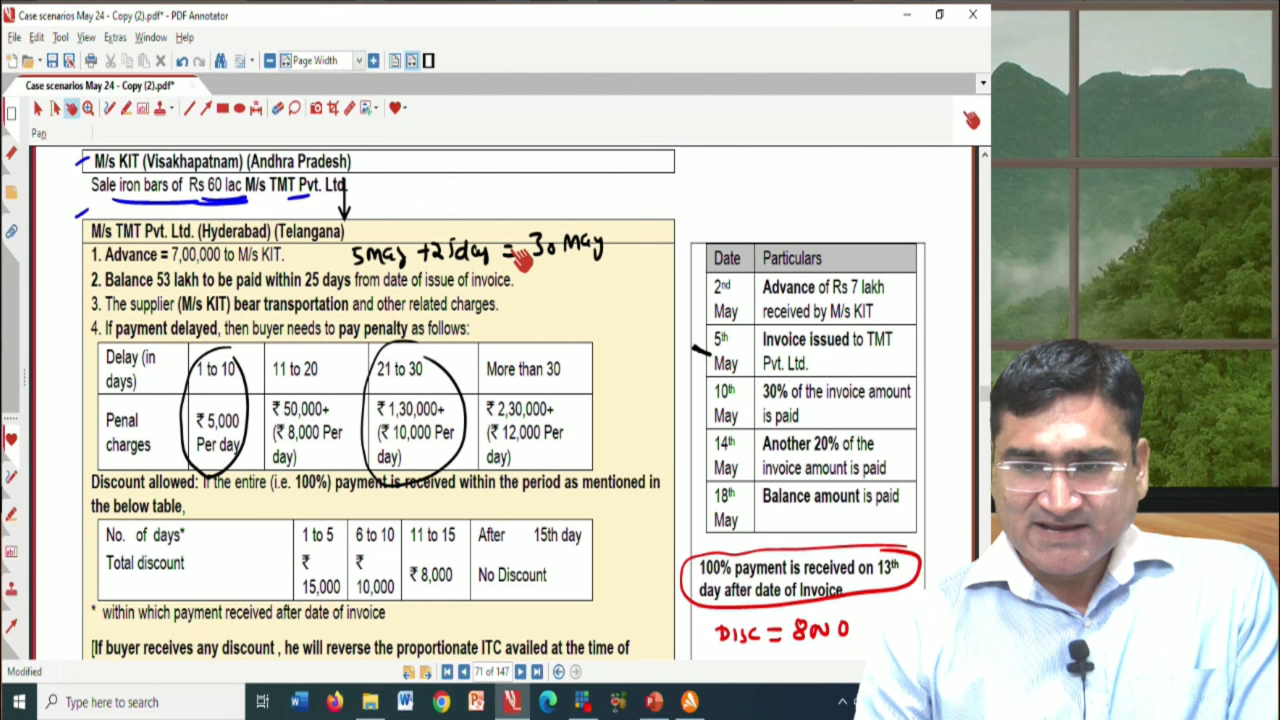 Case scenarios May 24 - Copy (2).pdf* - PDF Annotator
File Edit Tool View Extras Window Help
Page Width
Case scenarios May 24 - Copy (2).pdf*
Pan
M/s KIT (Visakhapatnam) (Andhra Pradesh)
Sale iron bars of Rs 60 lac M/s TMT Pvt. Ltd.
M/s TMT Pvt. Ltd. (Hyderabad) (Telangana)
1. Advance = 7,00,000 to M/s KIT.
5 may + 25 day = 30 May
2. Balance 53 lakh to be paid within 25 days from date of issue of invoice.
3. The supplier (M/s KIT) bear transportation and other related charges.
4. If payment delayed, then buyer needs to pay penalty as follows:
Delay (in days) 1 to 10 11 to 20 21 to 30 More than 30
Penal charges ₹ 5,000 Per day ₹ 50,000+ (₹ 8,000 Per day) ₹ 1,30,000+ (₹ 10,000 Per day) ₹ 2,30,000+ (₹ 12,000 Per day)
Discount allowed: If the entire (i.e. 100%) payment is received within the period as mentioned in
the below table,
No. of days* 1 to 5 6 to 10 11 to 15 After 15th day
Total discount ₹ 15,000 ₹ 10,000 ₹ 8,000 No Discount
* within which payment received after date of invoice
[If buyer receives any discount , he will reverse the proportionate ITC availed at the time of
Date Particulars
2nd May Advance of Rs 7 lakh received by M/s KIT
5th May Invoice issued to TMT Pvt. Ltd.
10th May 30% of the invoice amount is paid
14th May Another 20% of the invoice amount is paid
18th May Balance amount is paid
100% payment is received on 13th
day after date of Invoice.
DISC =
Modified
71 of 147
Type here to search